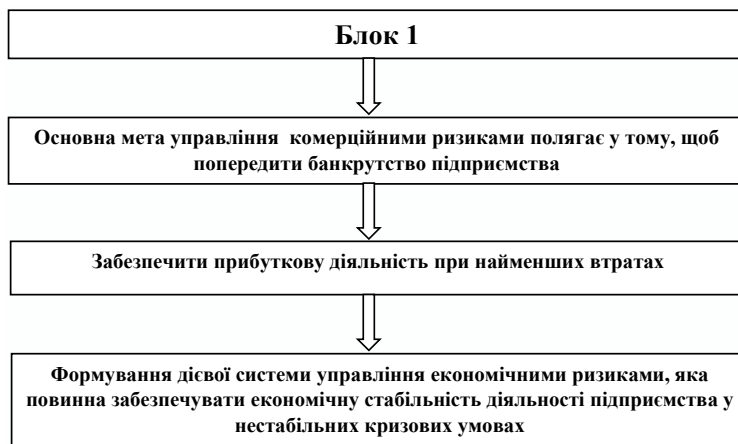 Блок 1
Основна мета управління комерційними ризиками полягає у тому, щоб
попередити банкрутство підприємства
Забезпечити прибуткову діяльність при найменших втратах
Формування дієвої системи управління економічними ризиками, яка
повинна забезпечувати економічну стабільність діяльності підприємства у
нестабільних кризових умовах